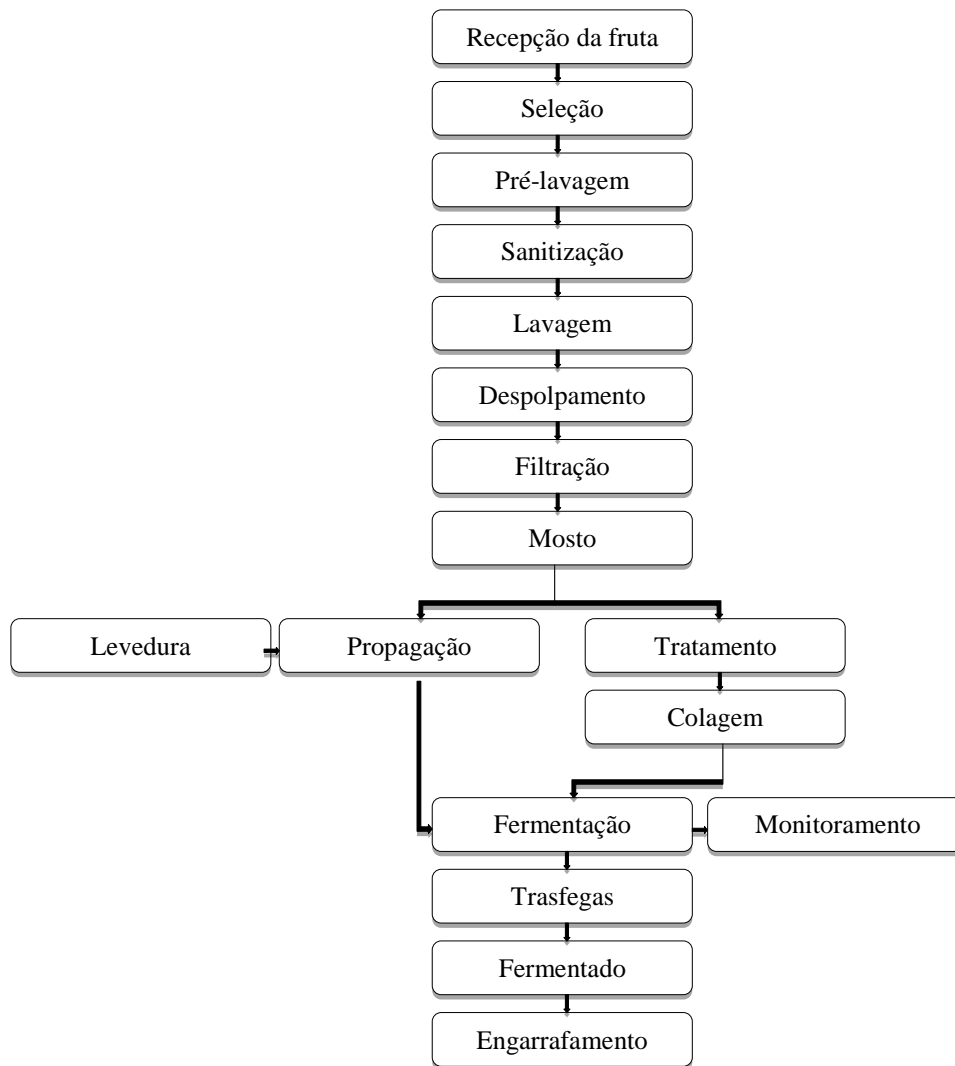 Recepção da fruta
Seleção
Pré-lavagem
Sanitização
Lavagem
Despolpamento
Filtração
Mosto
Levedura
Propagação
Tratamento
Colagem
Fermentação
Monitoramento
Trasfegas
Fermentado
Engarrafamento